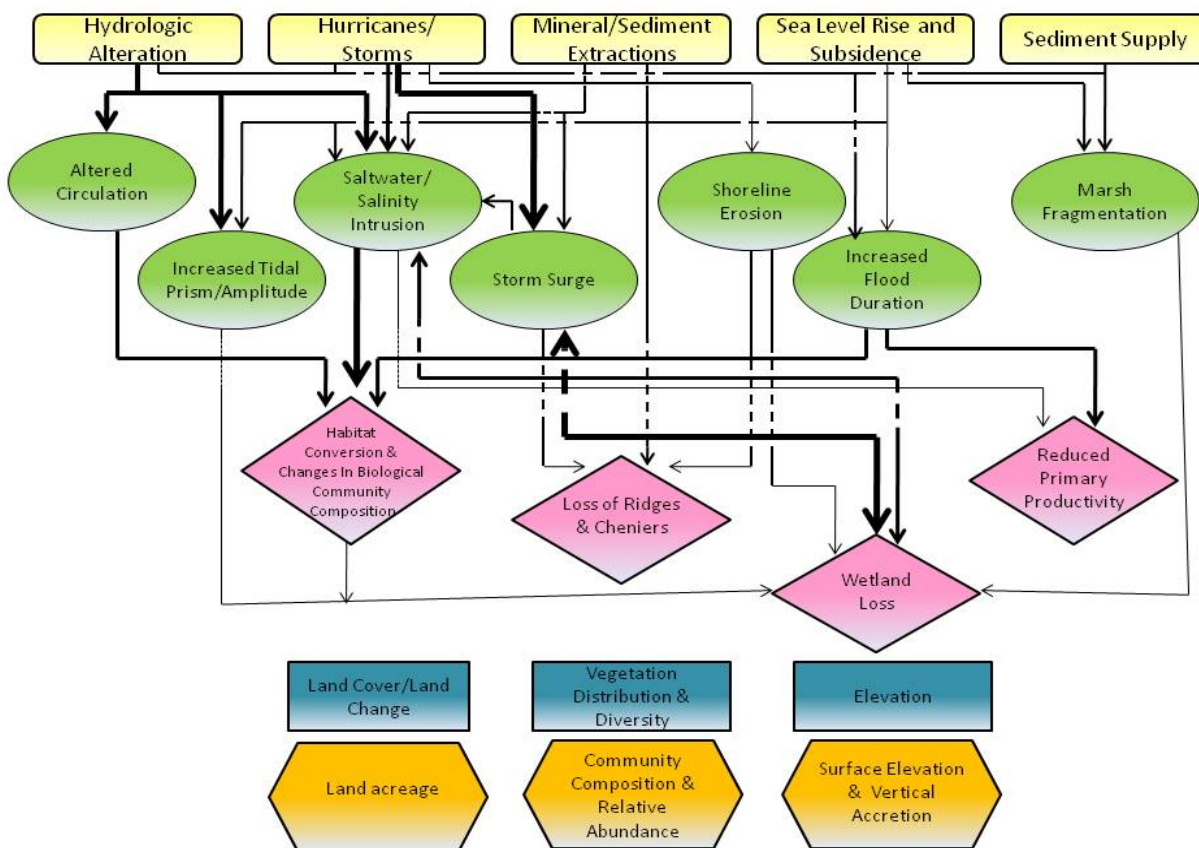 Hydrologic
Alteration
Hurricanes/
Storms
Mineral/Sediment
Extractions
Sea Level Rise and
Subsidence
Sediment Supply
Altered
Circulation
Saltwater/
Salinity
Intrusion
Shoreline
Erosion
Marsh
Fragmentation
Increased Tidal
Prism/Amplitude
Storm Surge
Increased
Flood
Duration
Habitat
Conversion &
Changes In Biological
Community
Composition
Loss of Ridges
& Cheniers
Reduced
Primary
Productivity
Wetland
Loss
Land Cover/Land
Change
Vegetation
Distribution &
Diversity
Elevation
Land acreage
Community
Composition &
Relative
Abundance
Surface Elevation
& Vertical
Accretion